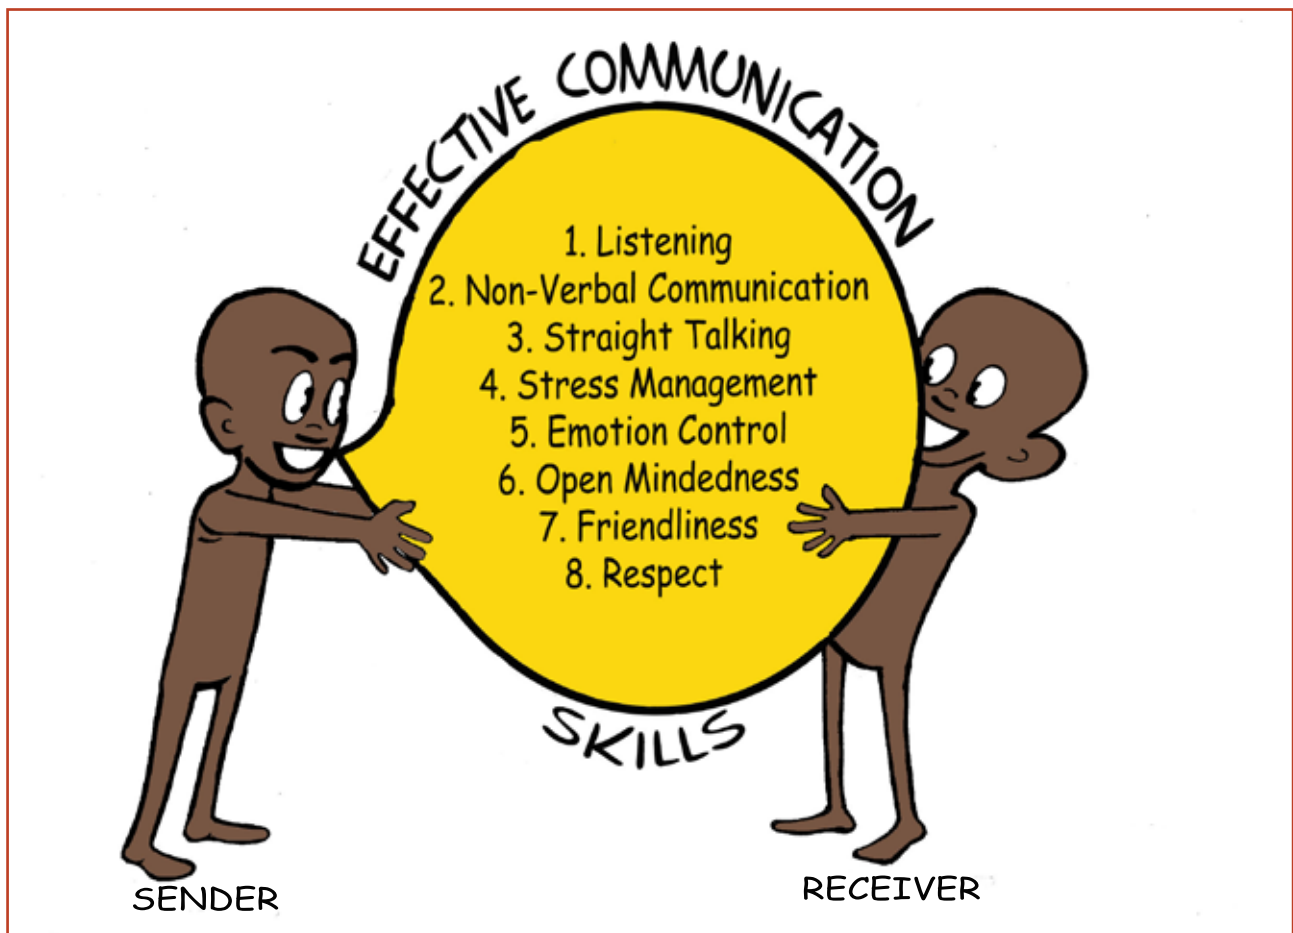 EFFECTIVE COMMUNICATION
1. Listening
2. Non-Verbal Communication
3. Straight Talking
4. Stress Management
5. Emotion Control
6. Open Mindedness
7. Friendliness
8. Respect
SKILLS
SENDER
RECEIVER